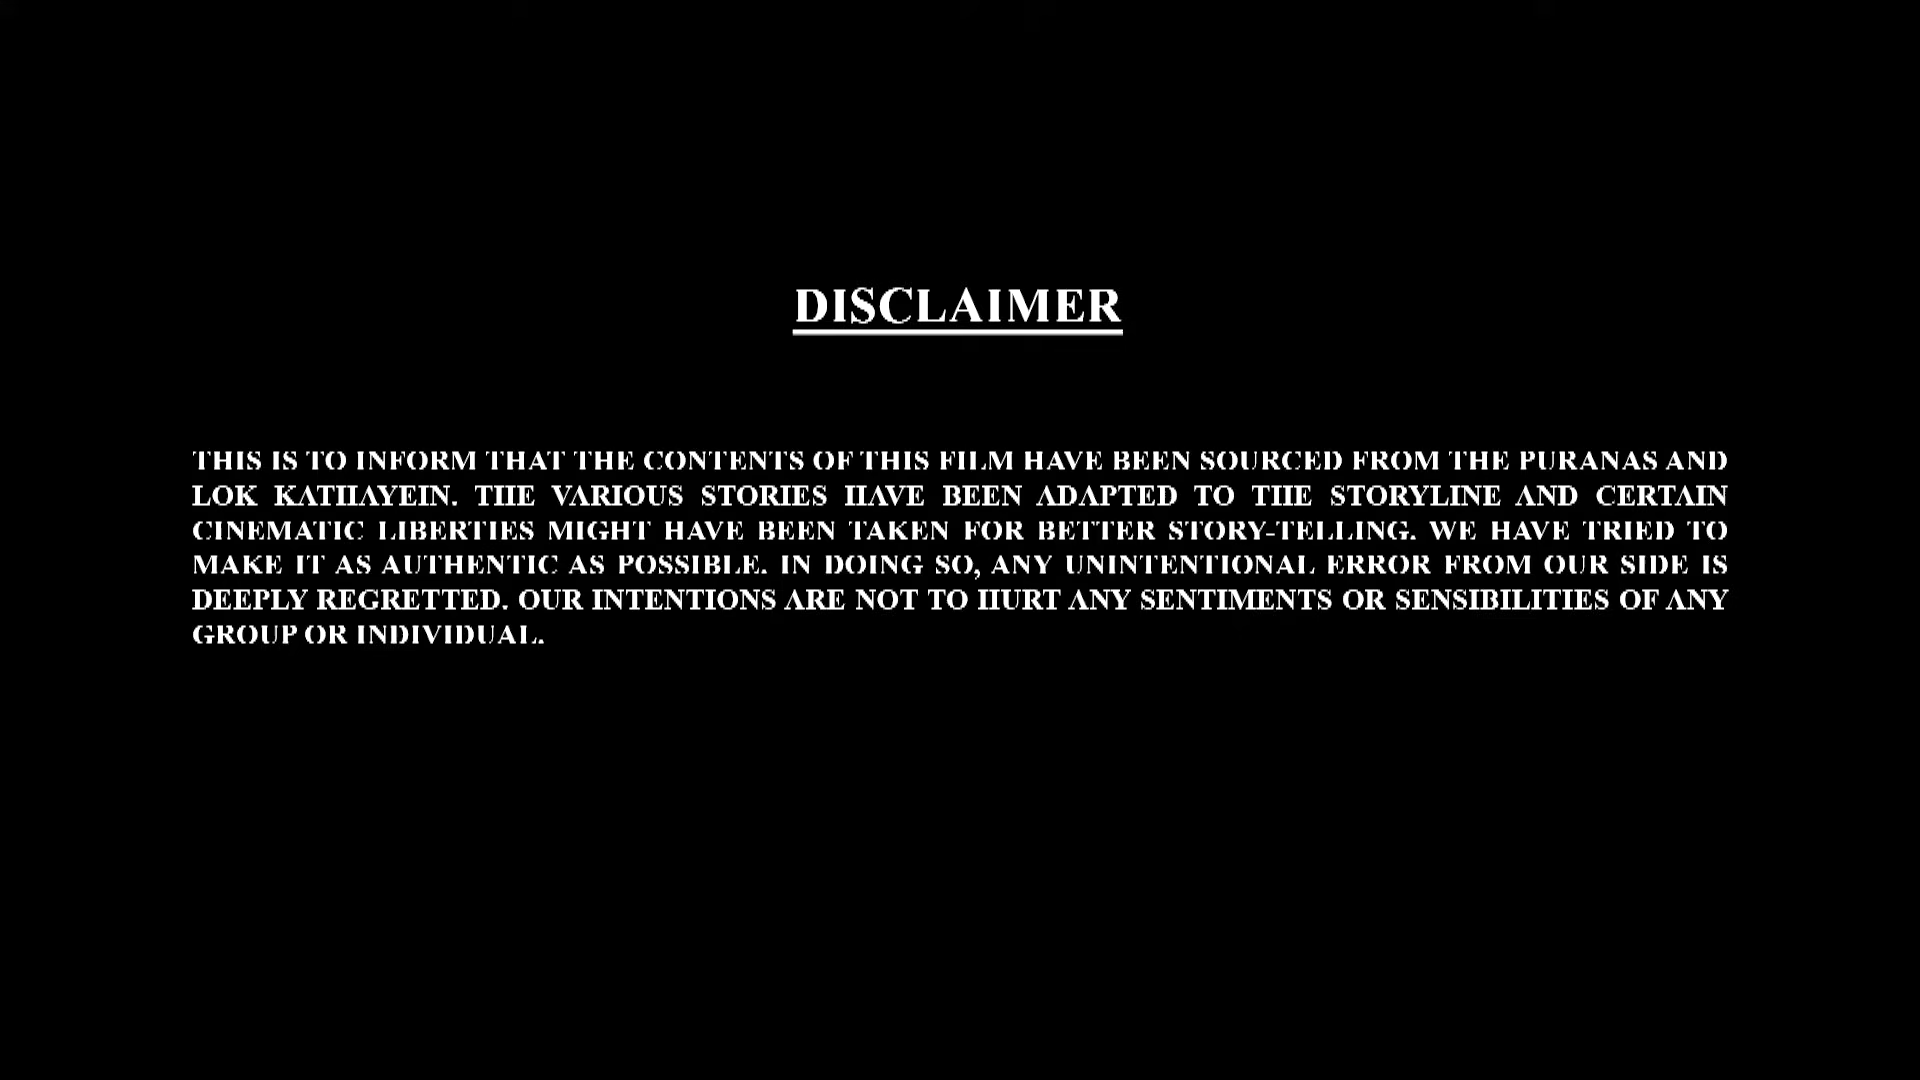 DISCLAIMER
THIS IS TO INFORM THAT THE CONTENTS OF THIS FILM HAVE BEEN SOURCED FROM THE PURANAS AND
LOK KATHAYEIN. THE VARIOUS STORIES HAVE BEEN ADAPTED TO THE STORYLINE AND CERTAIN
CINEMATIC LIBERTIES MIGHT HAVE BEEN TAKEN FOR BETTER STORY-TELLING. WE HAVE TRIED TO
MAKE IT AS AUTHENTIC AS POSSIBLE. IN DOING SO, ANY UNINTENTIONAL ERROR FROM OUR SIDE IS
DEEPLY REGRETTED. OUR INTENTIONS ARE NOT TO HURT ANY SENTIMENTS OR SENSIBILITIES OF ANY
GROUP OR INDIVIDUAL.